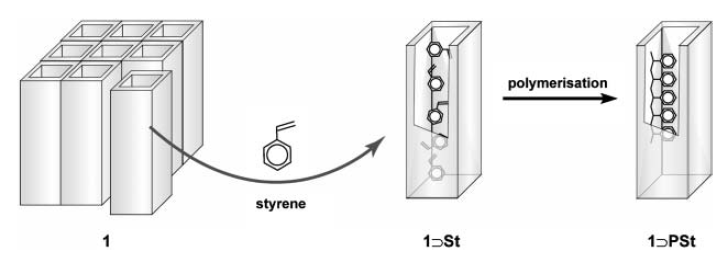 polymerisation
styrene
1
1⊃St
1⊃PSt